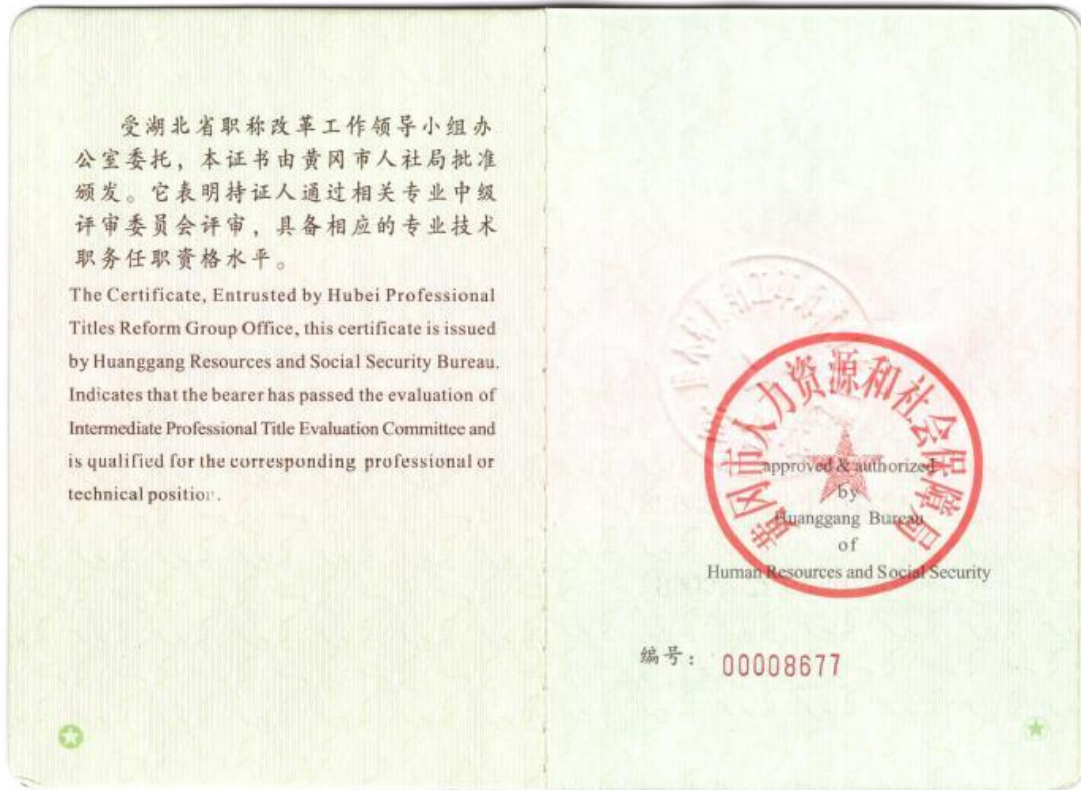 受湖北省职称改革工作领导小组办
公室委托，本证书由黄冈市人社局批准
颁发。它表明持证人通过相关专业中级
评审委员会评审，具备相应的专业技术
职务任职资格水平。
The Certificate, Entrusted by Hubei Professional
Titles Reform Group Office, this certificate is issued
by Huanggang Resources and Social Security Bureau.
Indicates that the bearer has passed the evaluation of
Intermediate Professional Title Evaluation Committee and
is qualified for the corresponding professional or
technical position.
黄冈市人力资源和社会保障局
approved & authorized
by
Huanggang Bureau
of
Human Resources and Social Security
编号： 00008677